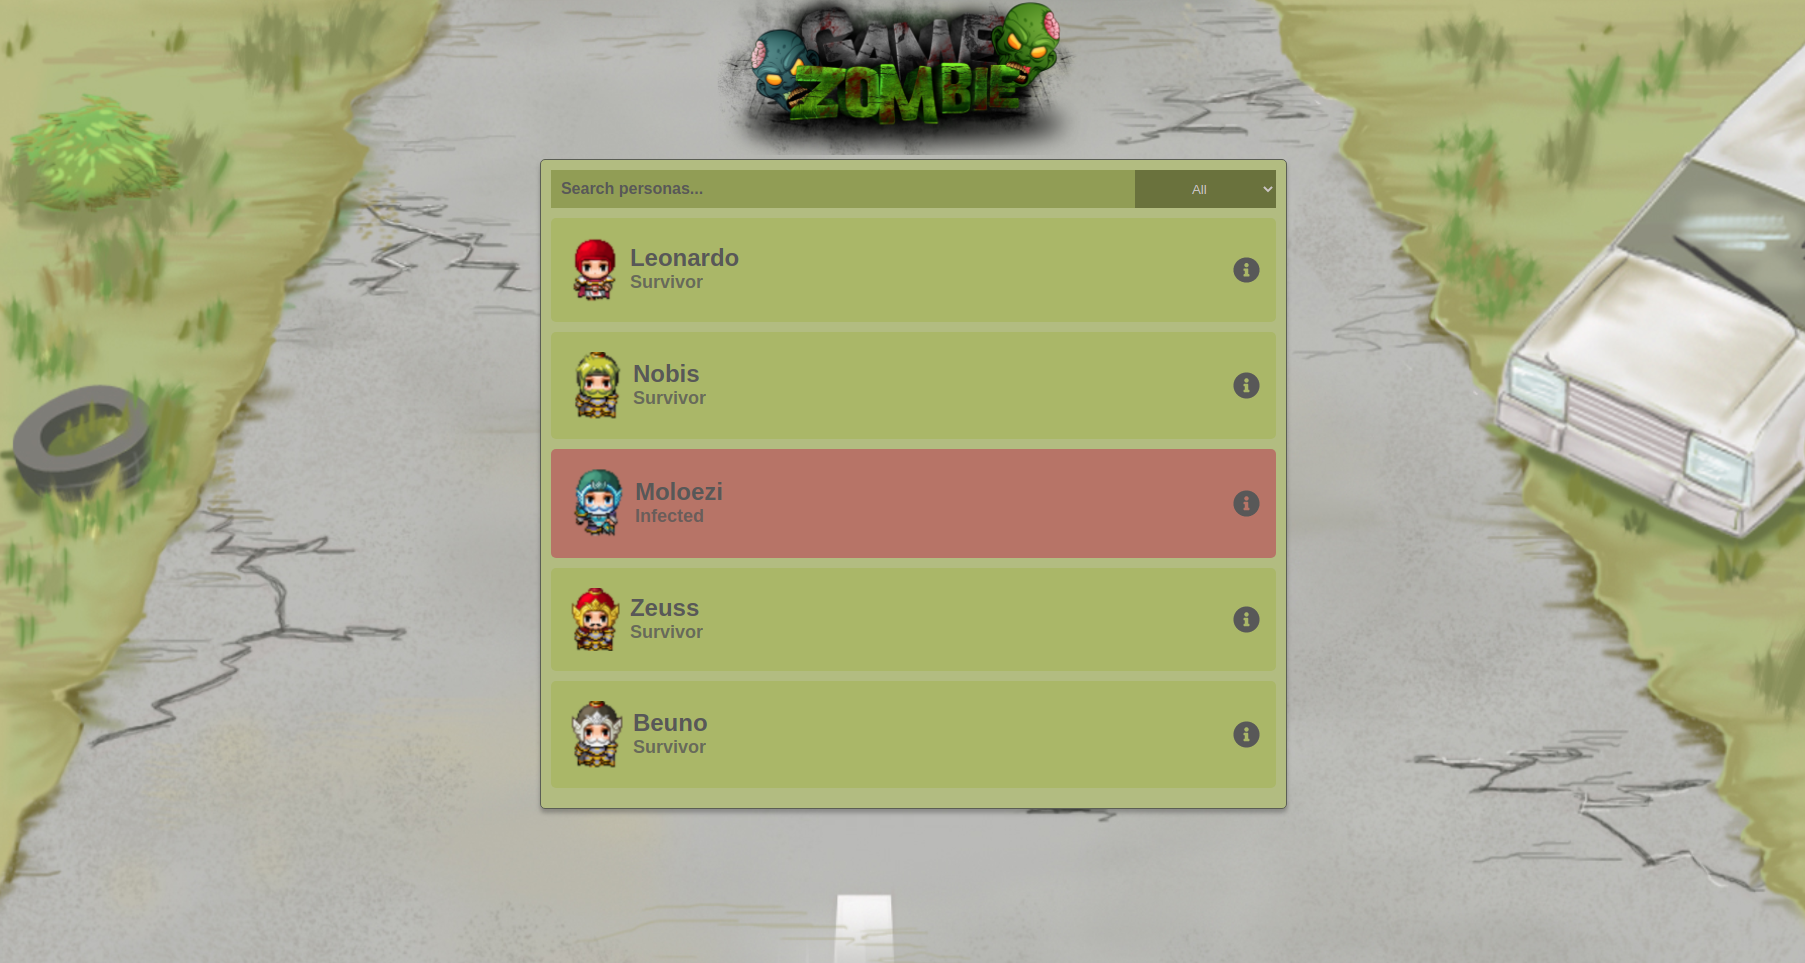 GAME
ZOMBIE
Search personas...
All
Leonardo
Survivor
Nobis
Survivor
Moloezi
Infected
Zeuss
Survivor
Beuno
Survivor